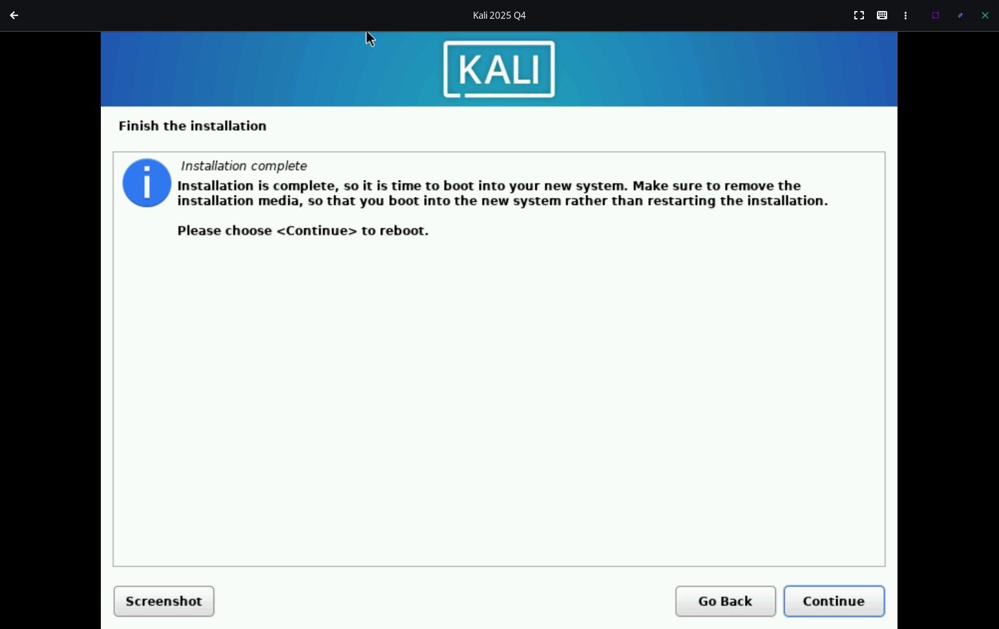 Kali 2025 Q4
KALI
Finish the installation
Installation complete
Installation is complete, so it is time to boot into your new system. Make sure to remove the
installation media, so that you boot into the new system rather than restarting the installation.
Please choose <Continue> to reboot.
Screenshot
Go Back
Continue